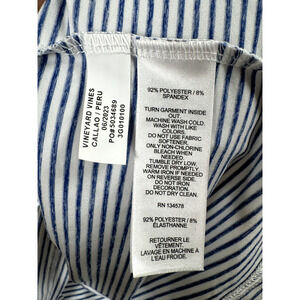 VINEYARD VINES
CALLAO / PERU
06/2023
PO#S034689
3G010100
92% POLYESTER / 8%
SPANDEX
TURN GARMENT INSIDE
OUT.
MACHINE WASH COLD.
WASH WITH LIKE
COLORS.
DO NOT USE FABRIC
SOFTENER.
ONLY NON-CHLORINE
BLEACH WHEN
NEEDED.
TUMBLE DRY LOW.
REMOVE PROMPTLY.
WARM IRON IF NEEDED
ON REVERSE SIDE.
DO NOT IRON
DECORATION.
DO NOT DRY CLEAN.
RN 134578
92% POLYESTER / 8%
ÉLASTHANNE
RETOURNER LE
VÊTEMENT.
LAVAGE EN MACHINE À
L'EAU FROIDE.